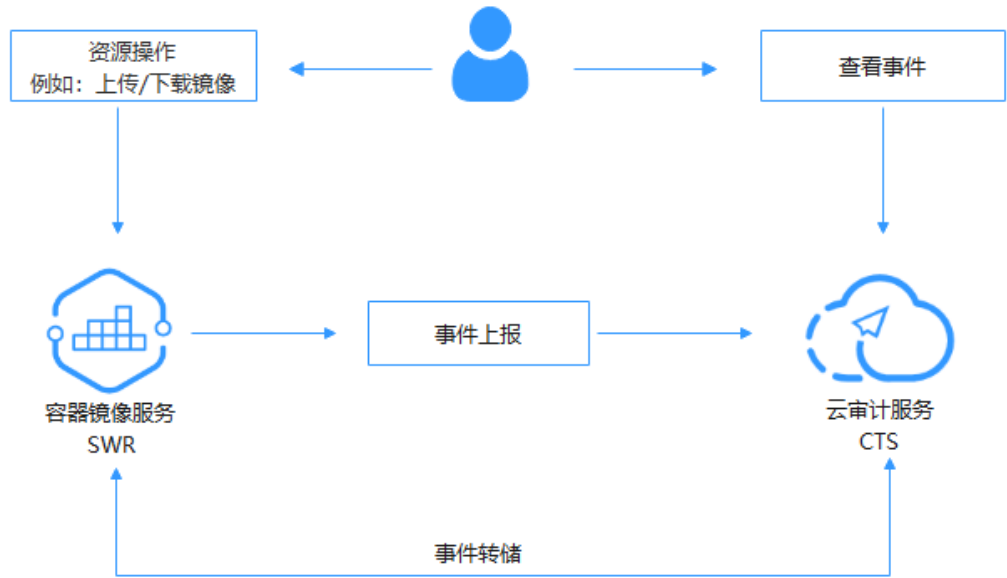 资源操作
例如：上传/下载镜像
查看事件
事件上报
容器镜像服务
SWR
云审计服务
CTS
事件转储